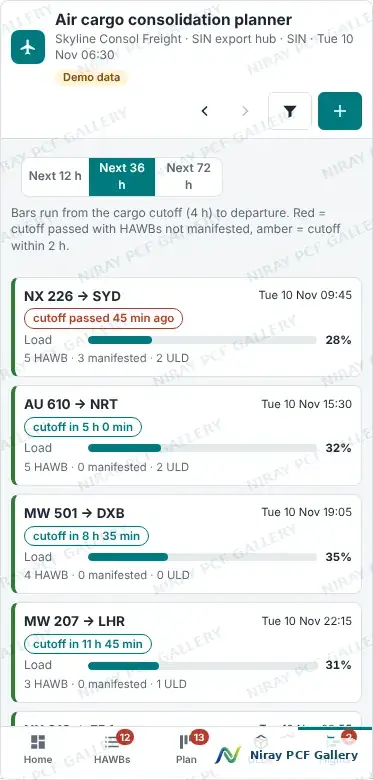 Air cargo consolidation planner
Skyline Consol Freight · SIN export hub · SIN · Tue 10
Nov 06:30
Demo data
Next 12 h
Next 36
h
Next 72
h
Bars run from the cargo cutoff (4 h) to departure. Red =
cutoff passed with HAWBs not manifested, amber = cutoff
within 2 h.
NX 226 → SYD
Tue 10 Nov 09:45
cutoff passed 45 min ago
Load
28%
5 HAWB · 3 manifested · 2 ULD
AU 610 → NRT
Tue 10 Nov 15:30
cutoff in 5 h 0 min
Load
32%
5 HAWB · 0 manifested · 2 ULD
MW 501 → DXB
Tue 10 Nov 19:05
cutoff in 8 h 35 min
Load
35%
4 HAWB · 0 manifested · 0 ULD
MW 207 → LHR
Tue 10 Nov 22:15
cutoff in 11 h 45 min
Load
31%
3 HAWB · 0 manifested · 1 ULD
Home
12
HAWBs
13
Plan
Niray PCF Gallery
NIRAY PCF GALLERY